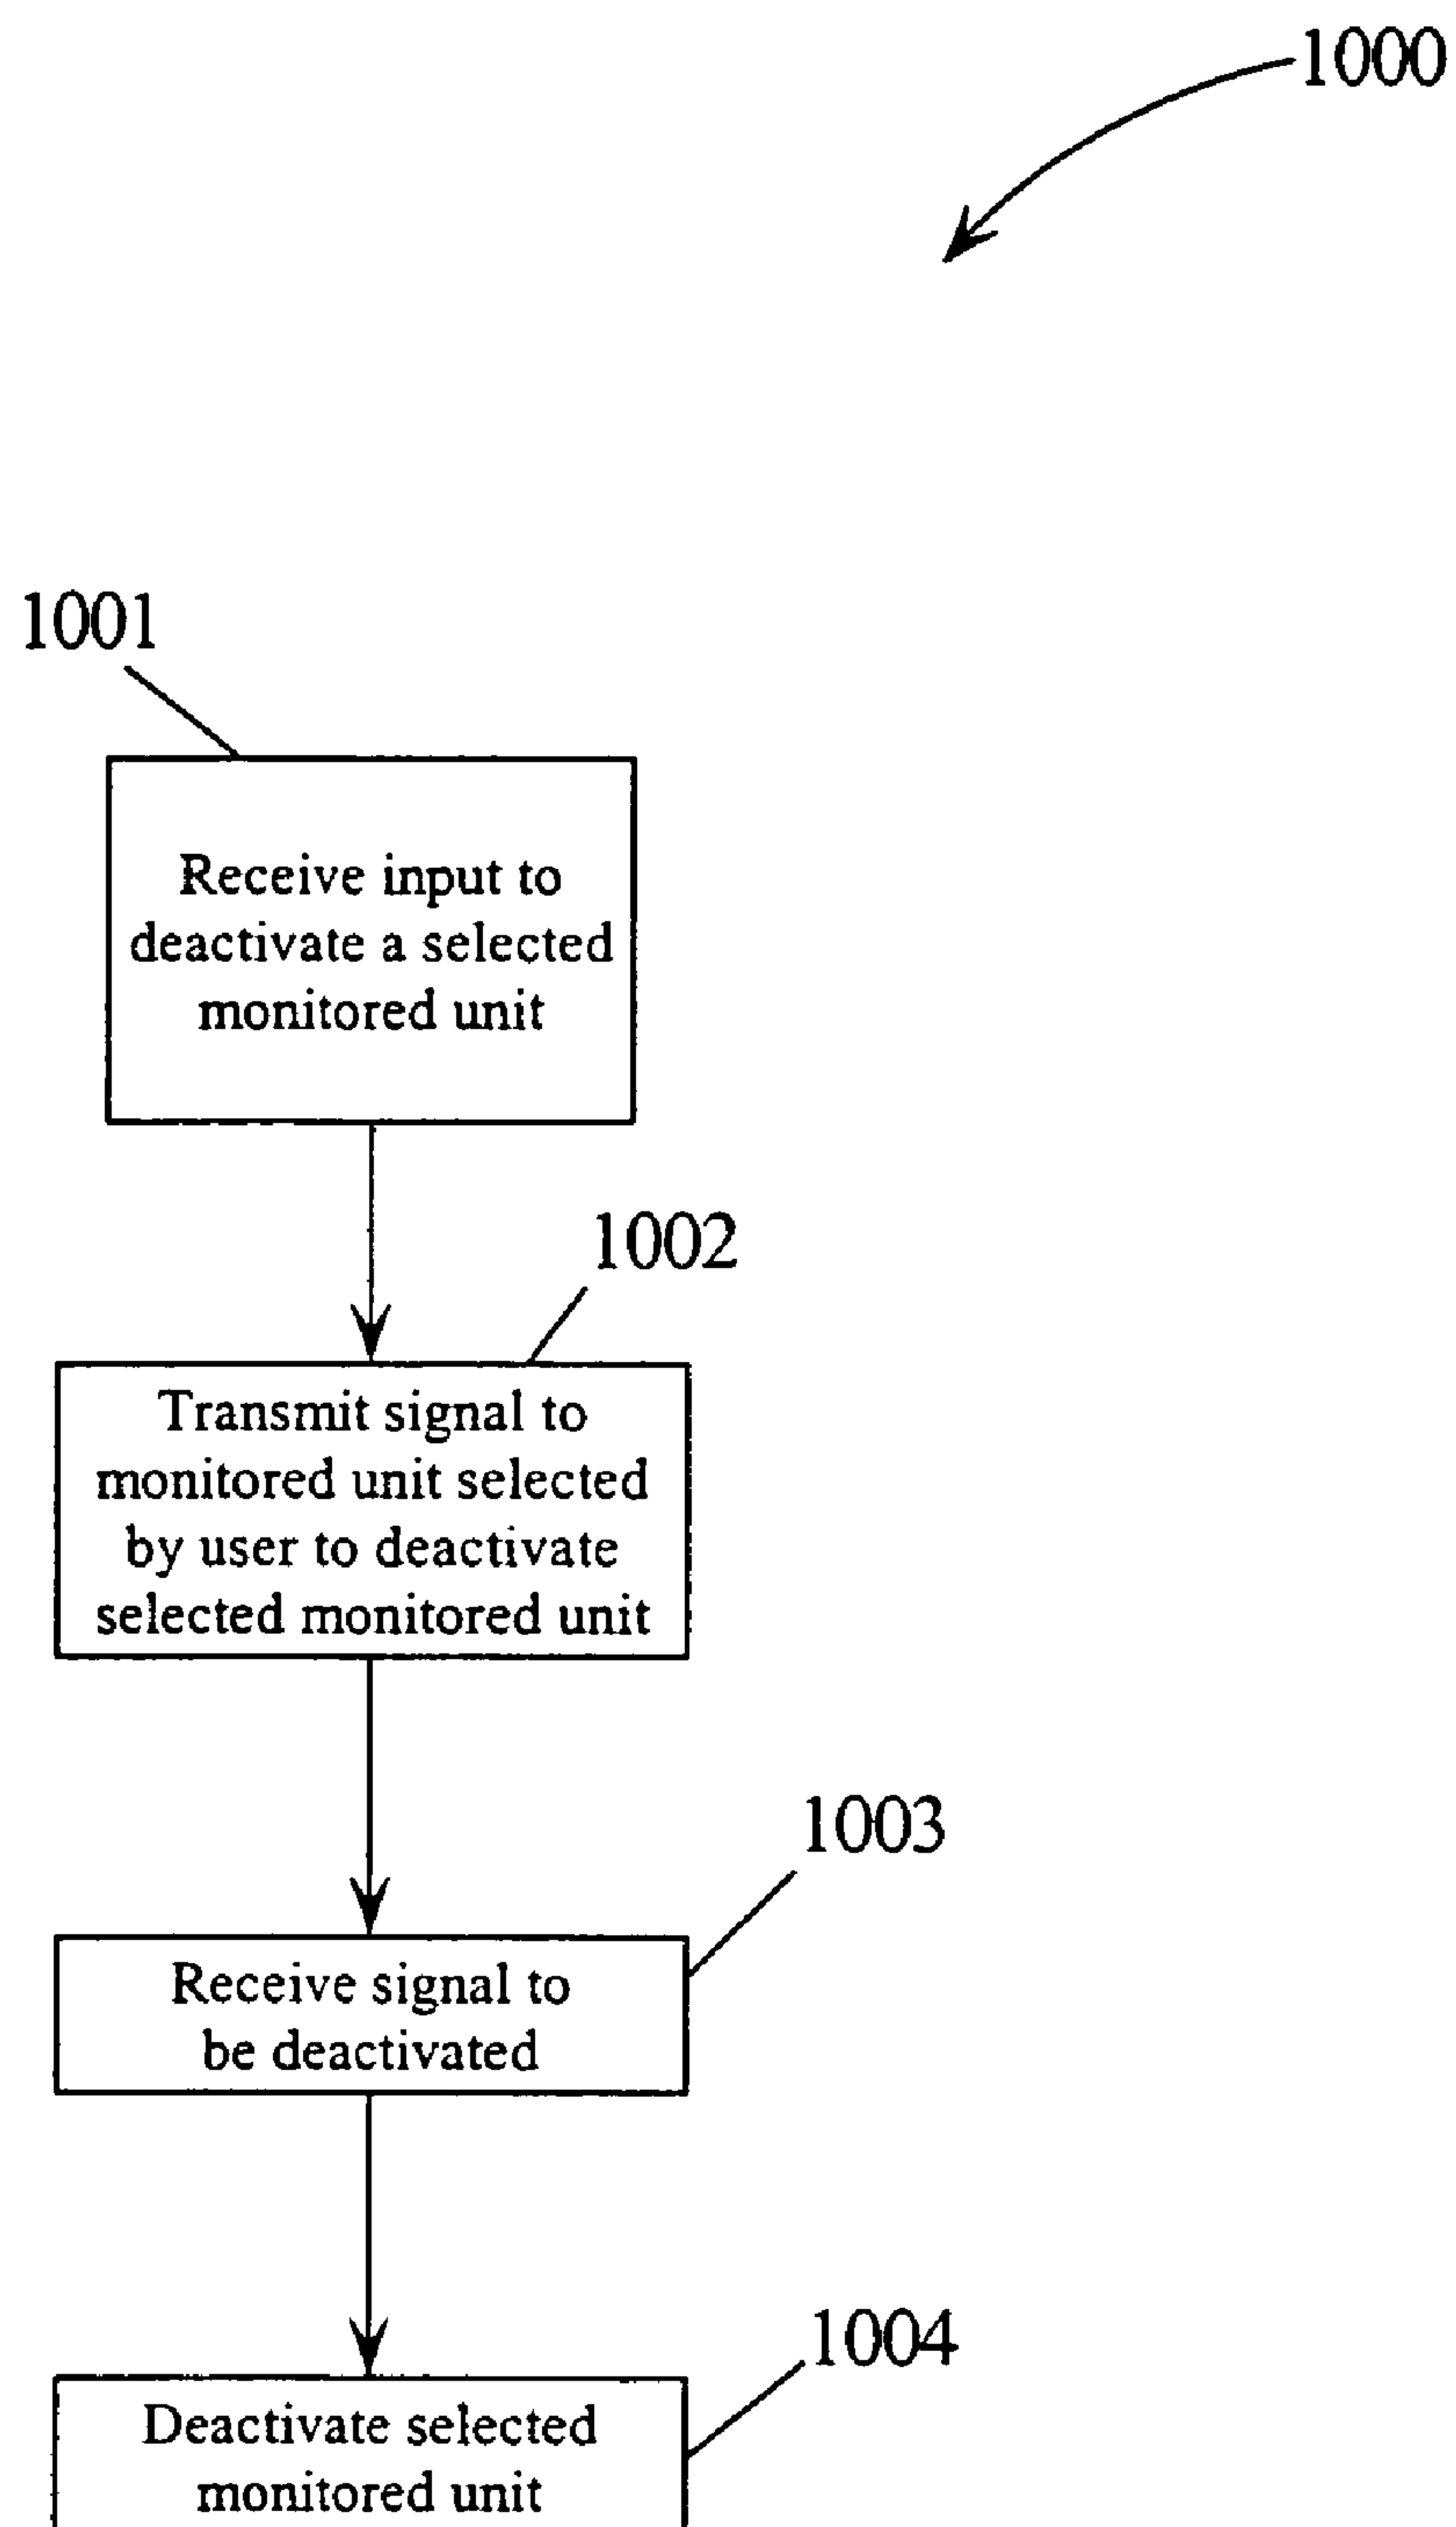 1000
1001
Receive input to
deactivate a selected
monitored unit
1002
Transmit signal to
monitored unit selected
by user to deactivate
selected monitored unit
1003
Receive signal to
be deactivated
1004
Deactivate selected
monitored unit